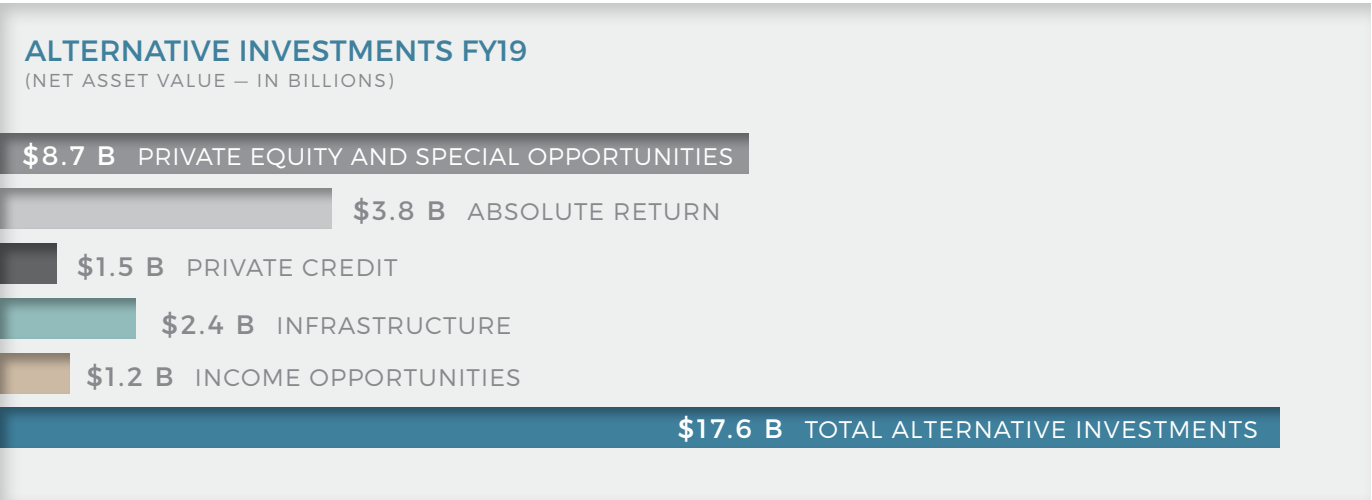 ALTERNATIVE INVESTMENTS FY19
(NET ASSET VALUE — IN BILLIONS)
$8.7 B PRIVATE EQUITY AND SPECIAL OPPORTUNITIES
$3.8 B ABSOLUTE RETURN
$1.5 B PRIVATE CREDIT
$2.4 B INFRASTRUCTURE
$1.2 B INCOME OPPORTUNITIES
$17.6 B TOTAL ALTERNATIVE INVESTMENTS